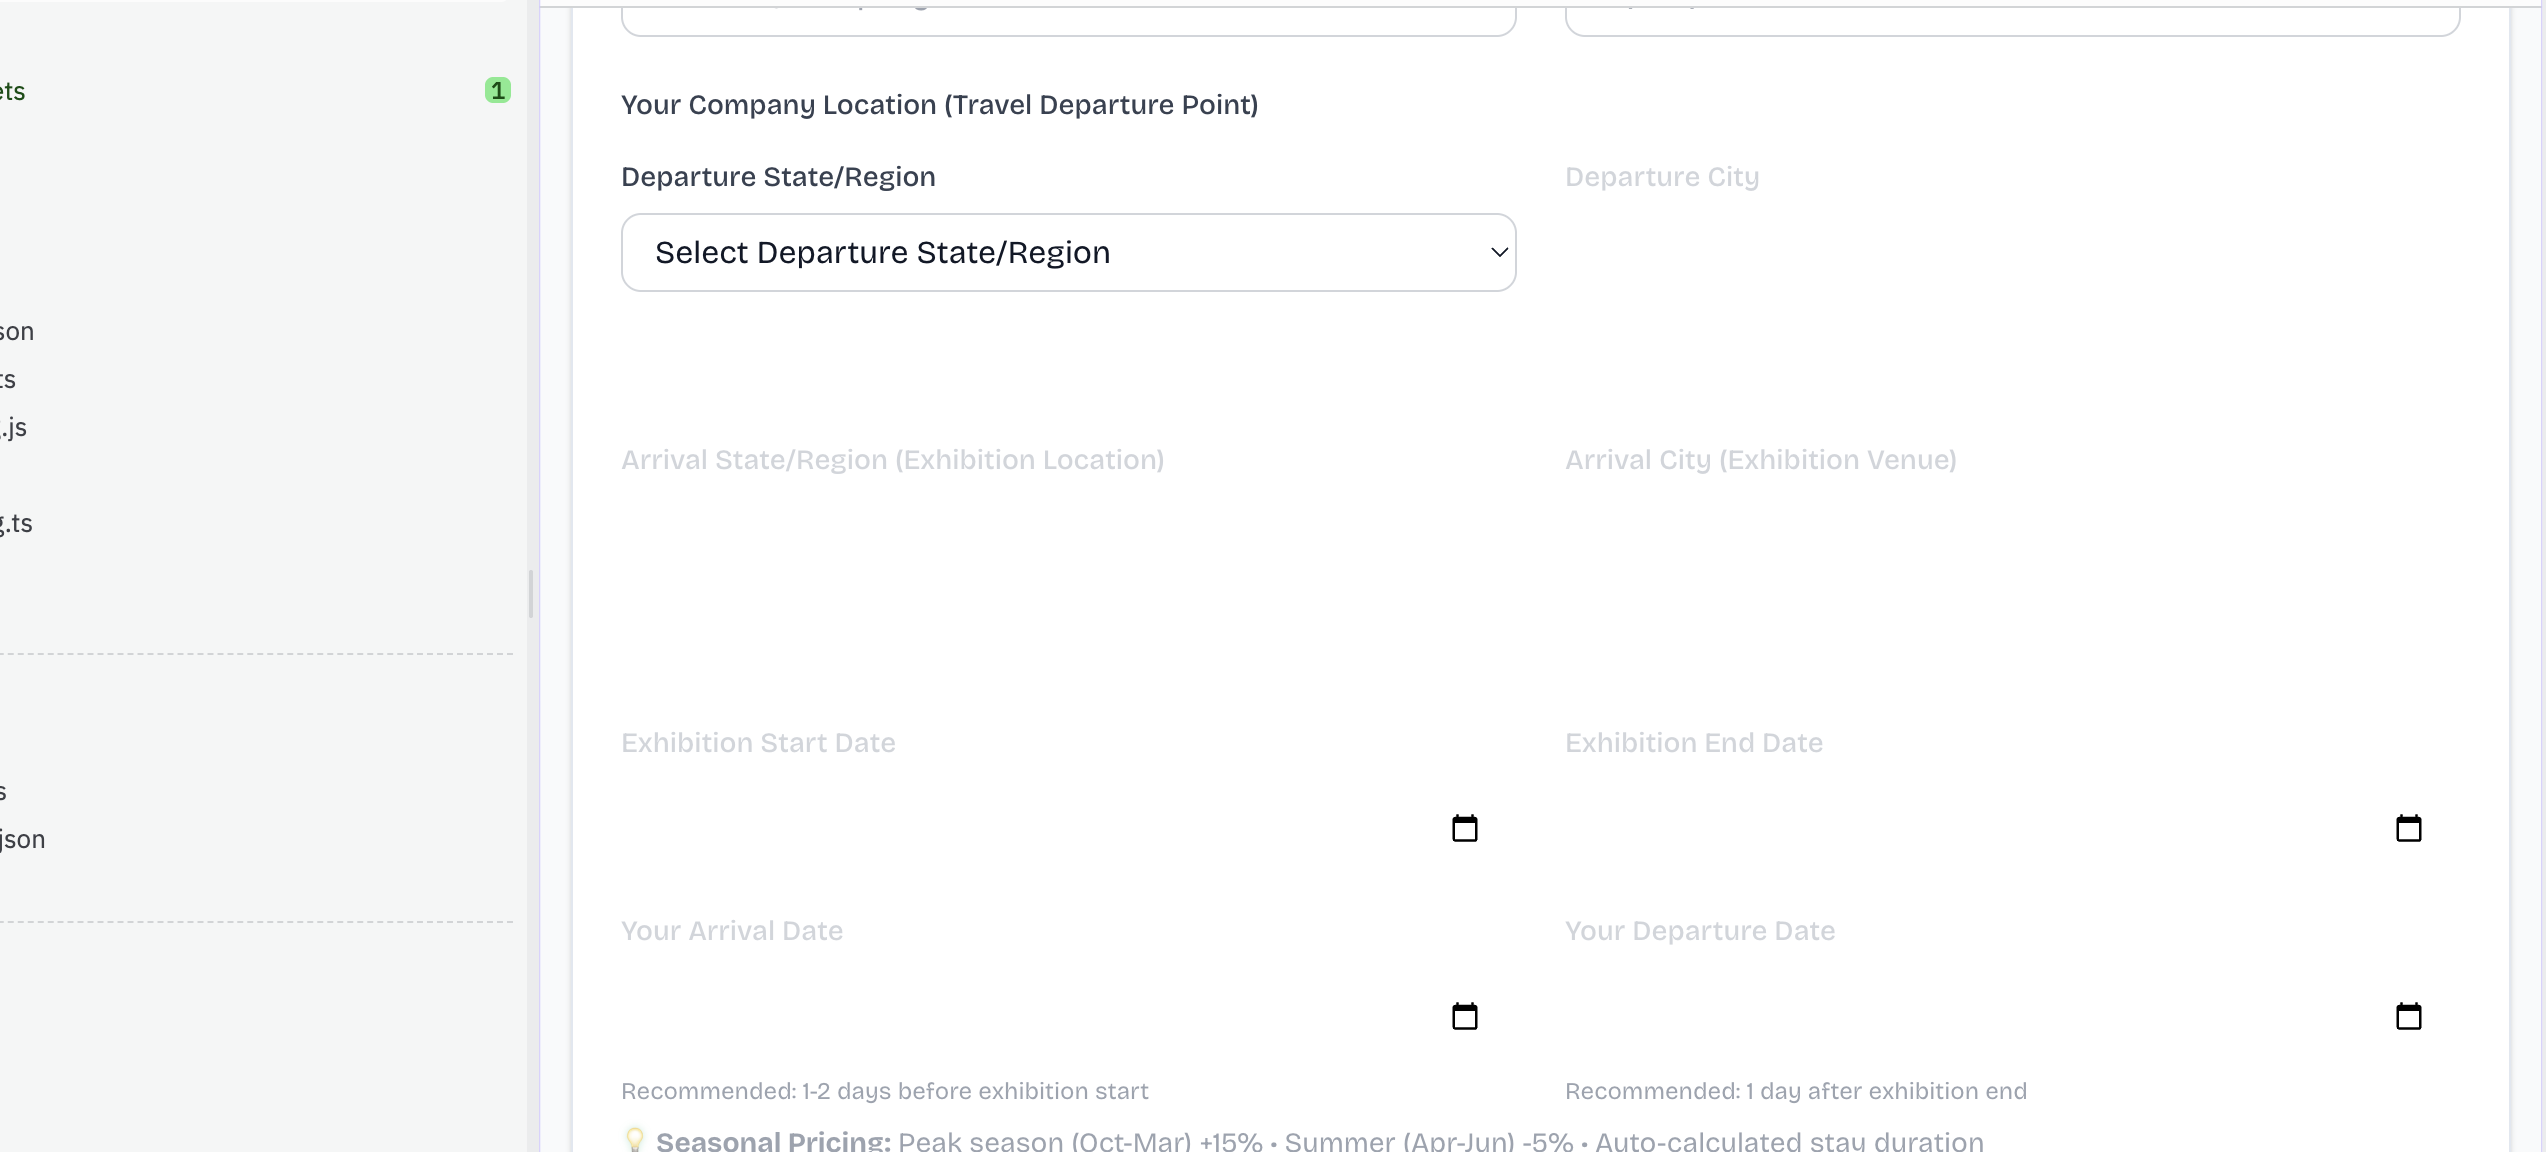 ets
1
son
ts
.js
g.ts
s
json
Your Company Location (Travel Departure Point)
Departure State/Region
Departure City
Select Departure State/Region
Arrival State/Region (Exhibition Location)
Arrival City (Exhibition Venue)
Exhibition Start Date
Exhibition End Date
Your Arrival Date
Your Departure Date
Recommended: 1-2 days before exhibition start
Recommended: 1 day after exhibition end
💡 Seasonal Pricing: Peak season (Oct-Mar) +15% • Summer (Apr-Jun) -5% • Auto-calculated stay duration